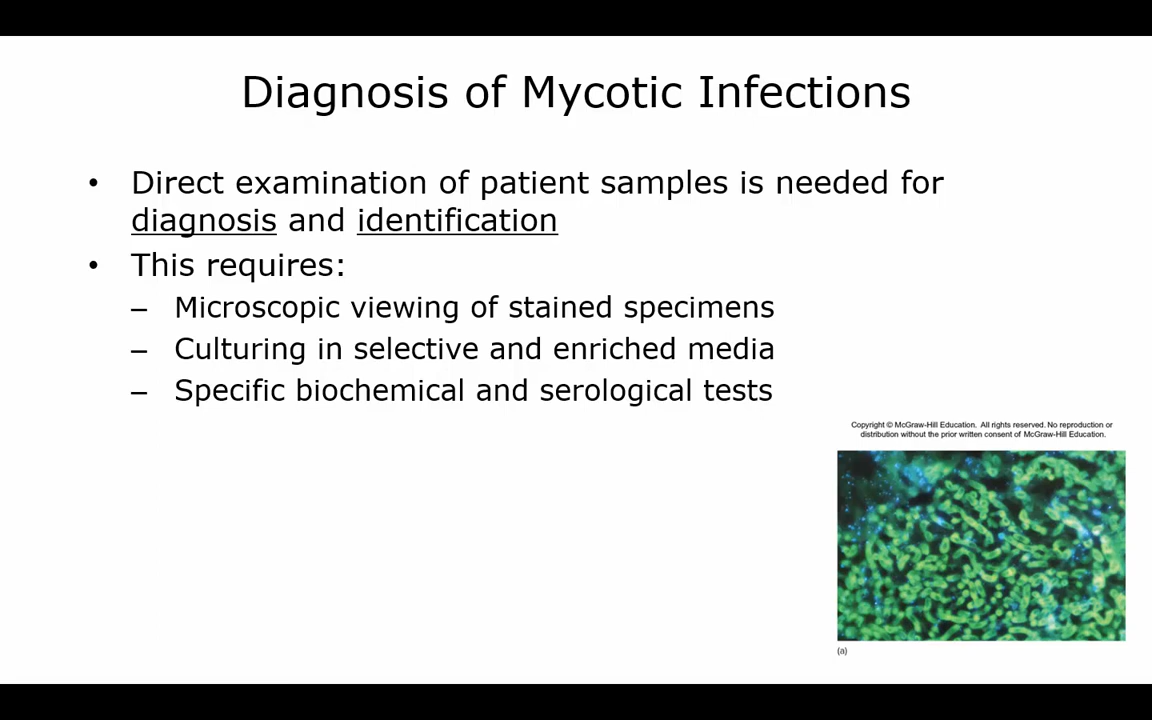 Diagnosis of Mycotic Infections
• Direct examination of patient samples is needed for
diagnosis and identification
• This requires:
– Microscopic viewing of stained specimens
– Culturing in selective and enriched media
– Specific biochemical and serological tests
Copyright © McGraw-Hill Education. All rights reserved. No reproduction or
distribution without the prior written consent of McGraw-Hill Education.
(a)